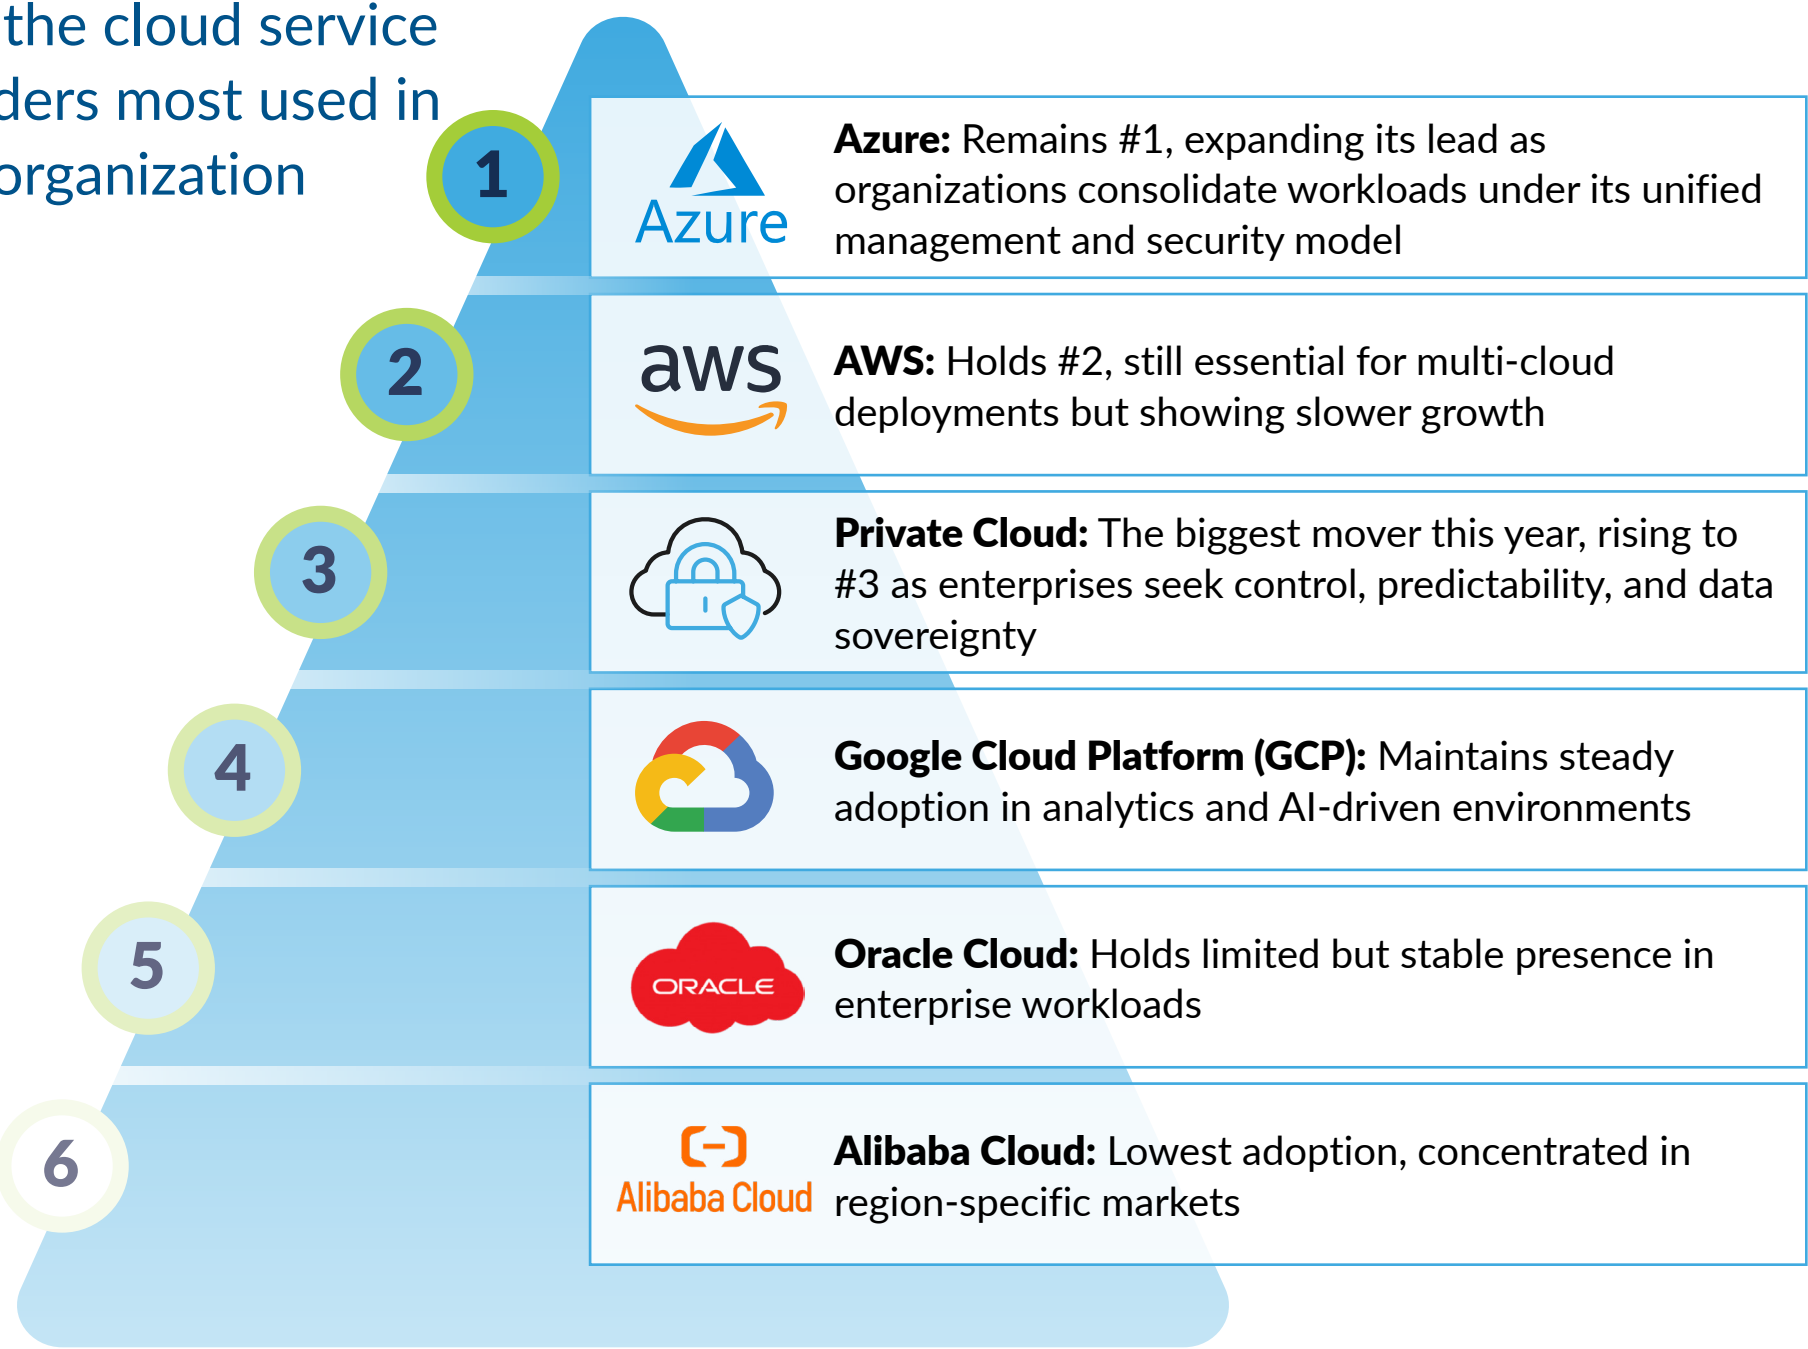 the cloud service
ders most used in
organization
1
Azure
Azure: Remains #1, expanding its lead as
organizations consolidate workloads under its unified
management and security model
2
aws
AWS: Holds #2, still essential for multi-cloud
deployments but showing slower growth
3
Private Cloud: The biggest mover this year, rising to
#3 as enterprises seek control, predictability, and data
sovereignty
4
Google Cloud Platform (GCP): Maintains steady
adoption in analytics and AI-driven environments
5
ORACLE
Oracle Cloud: Holds limited but stable presence in
enterprise workloads
6
Alibaba Cloud
Alibaba Cloud: Lowest adoption, concentrated in
region-specific markets